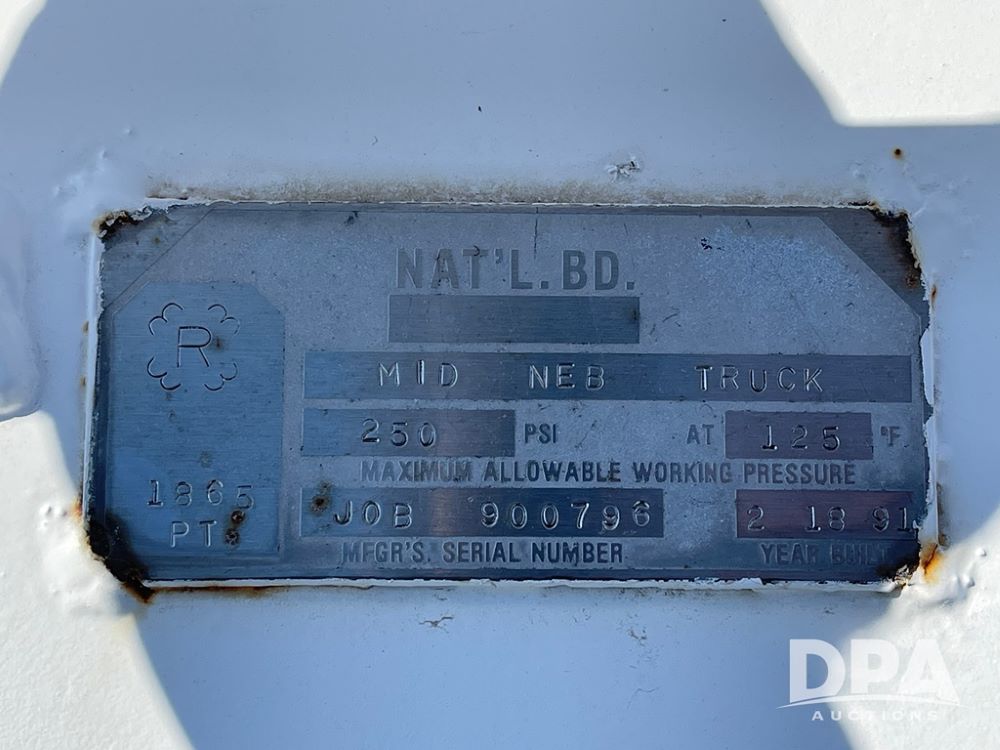 NAT'L. BD.
R
MID NEB TRUCK
250 PSI AT 125 °F
MAXIMUM ALLOWABLE WORKING PRESSURE
1865
PT
JOB 900796 2 18 91
MFGR'S. SERIAL NUMBER YEAR BUILT
DPA
AUCTIONS